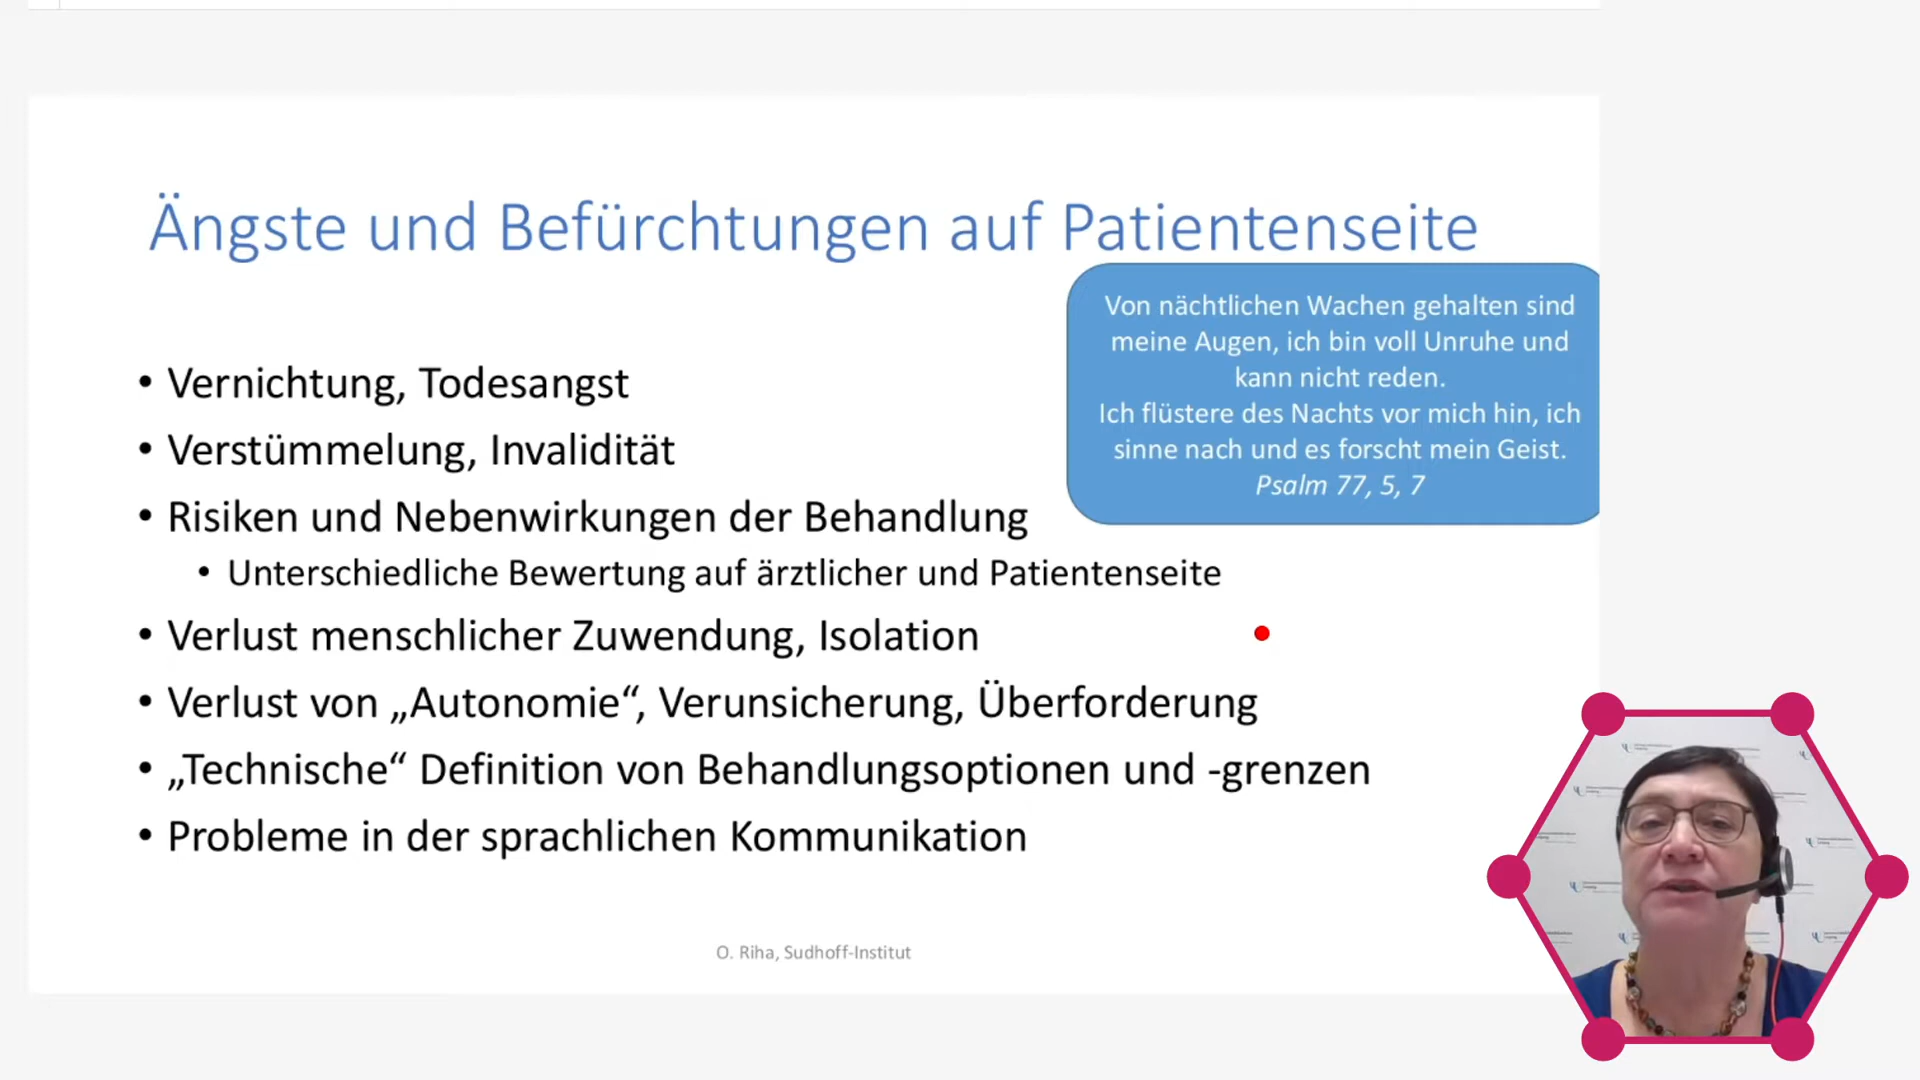 Ängste und Befürchtungen auf Patientenseite
Von nächtlichen Wachen gehalten sind
meine Augen, ich bin voll Unruhe und
kann nicht reden.
Ich flüstere des Nachts vor mich hin, ich
sinne nach und es forscht mein Geist.
Psalm 77, 5, 7
• Vernichtung, Todesangst
• Verstümmelung, Invalidität
• Risiken und Nebenwirkungen der Behandlung
• Unterschiedliche Bewertung auf ärztlicher und Patientenseite
• Verlust menschlicher Zuwendung, Isolation
• Verlust von „Autonomie“, Verunsicherung, Überforderung
• „Technische“ Definition von Behandlungsoptionen und -grenzen
• Probleme in der sprachlichen Kommunikation
O. Riha, Sudhoff-Institut